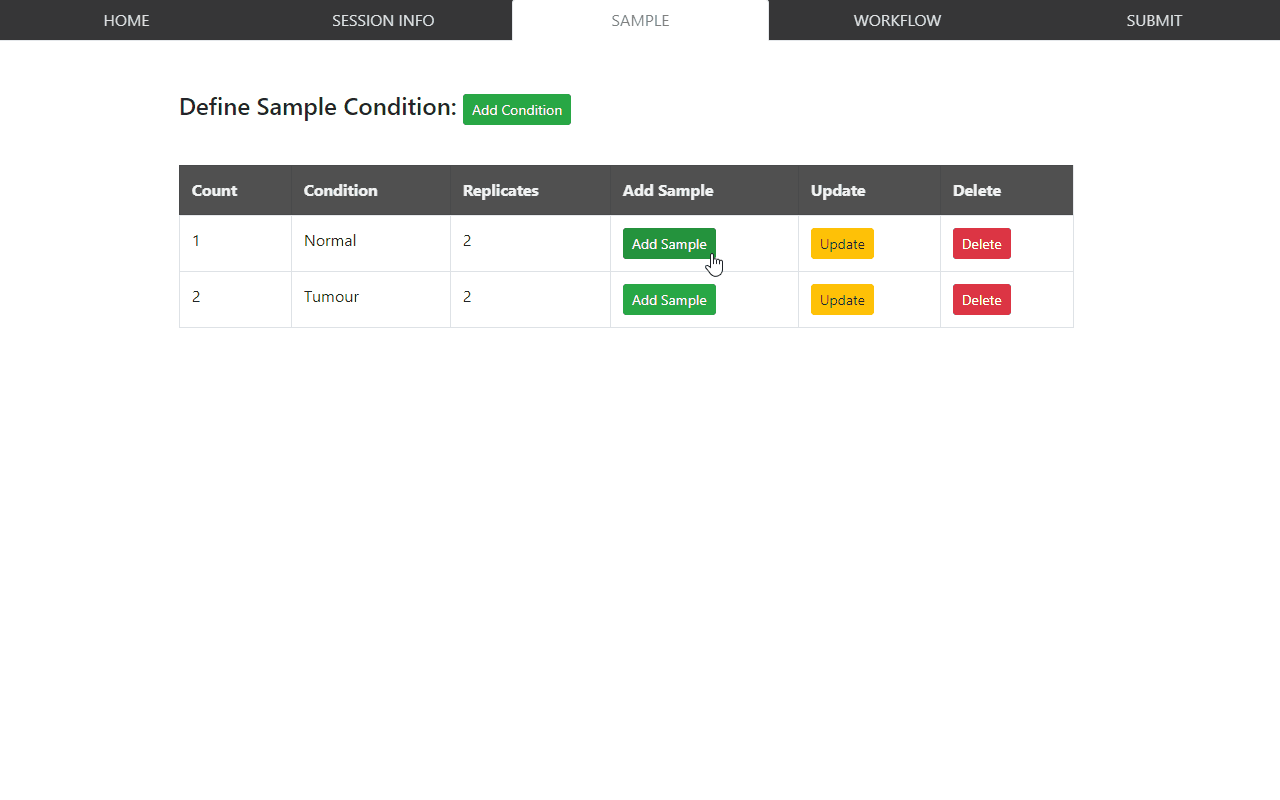 HOME SESSION INFO SAMPLE WORKFLOW SUBMIT
Define Sample Condition: Add Condition
Count Condition Replicates Add Sample Update Delete
1 Normal 2 Add Sample Update Delete
2 Tumour 2 Add Sample Update Delete